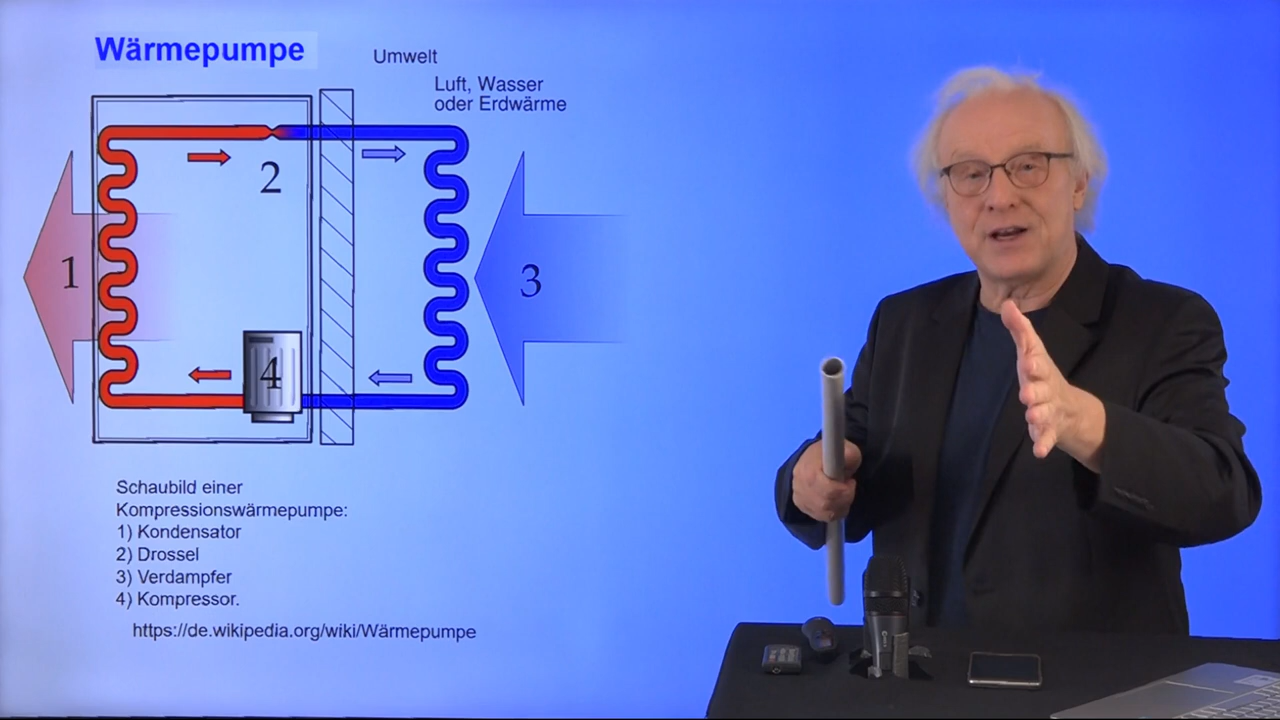 Wärmepumpe
Umwelt
Luft, Wasser
oder Erdwärme
2
1
3
4
Schaubild einer
Kompressionswärmepumpe:
1) Kondensator
2) Drossel
3) Verdampfer
4) Kompressor.
https://de.wikipedia.org/wiki/Wärmepumpe